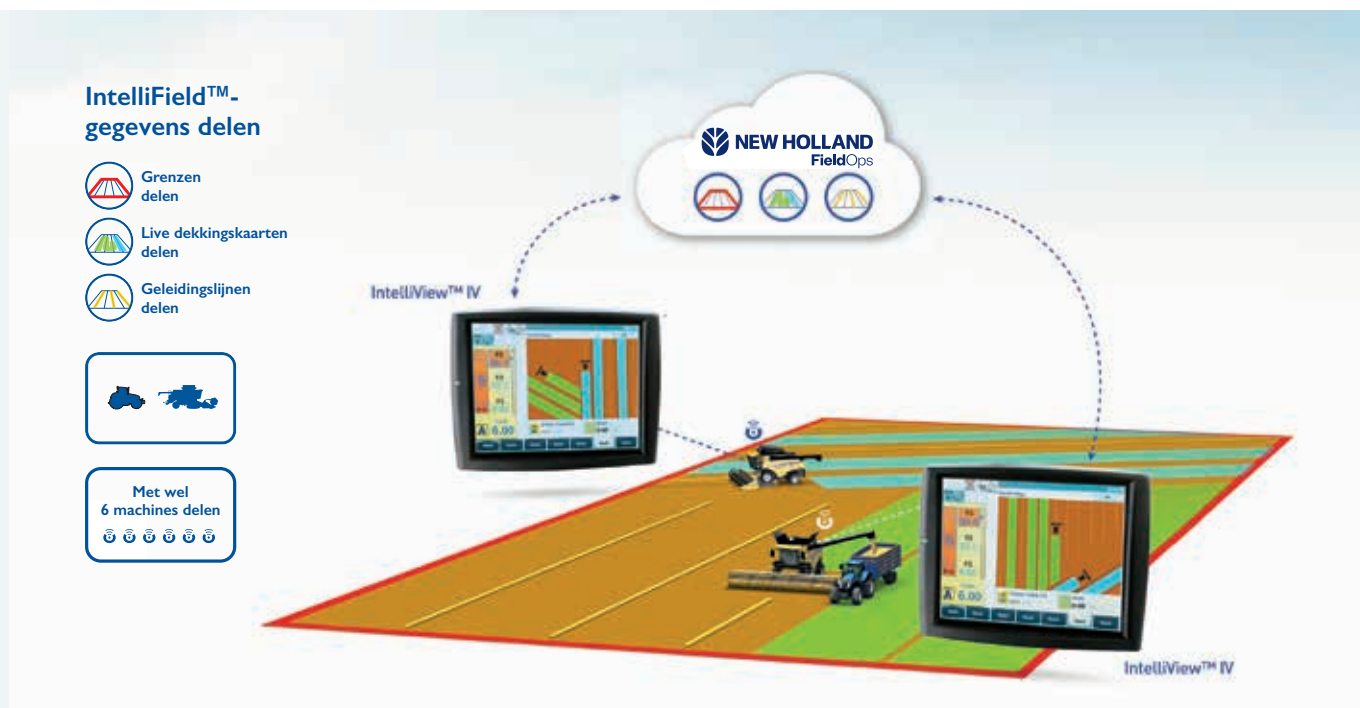 IntelliField™-
gegevens delen
Grenzen
delen
Live dekkingskaarten
delen
Geleidingslijnen
delen
Met wel
6 machines delen
NEW HOLLAND
FieldOps
IntelliView™ IV
A 6.00
A 6.00
IntelliView™ IV